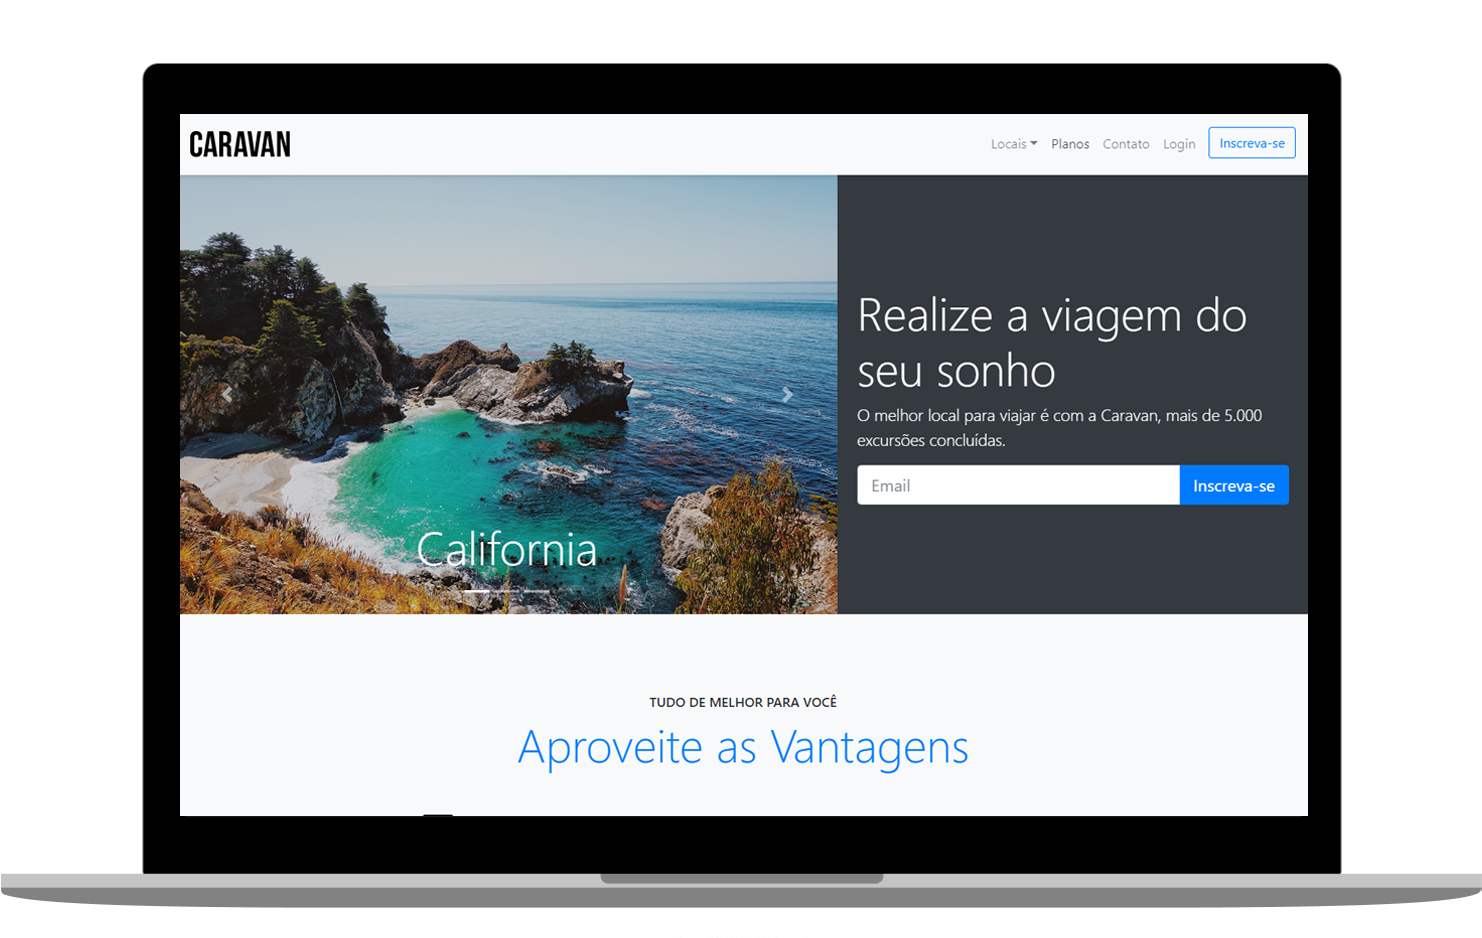 CARAVAN
Locais Planos Contato Login Inscreva-se
Realize a viagem do
seu sonho
O melhor local para viajar é com a Caravan, mais de 5.000
excursões concluídas.
Email Inscreva-se
California
TUDO DE MELHOR PARA VOCÊ
Aproveite as Vantagens